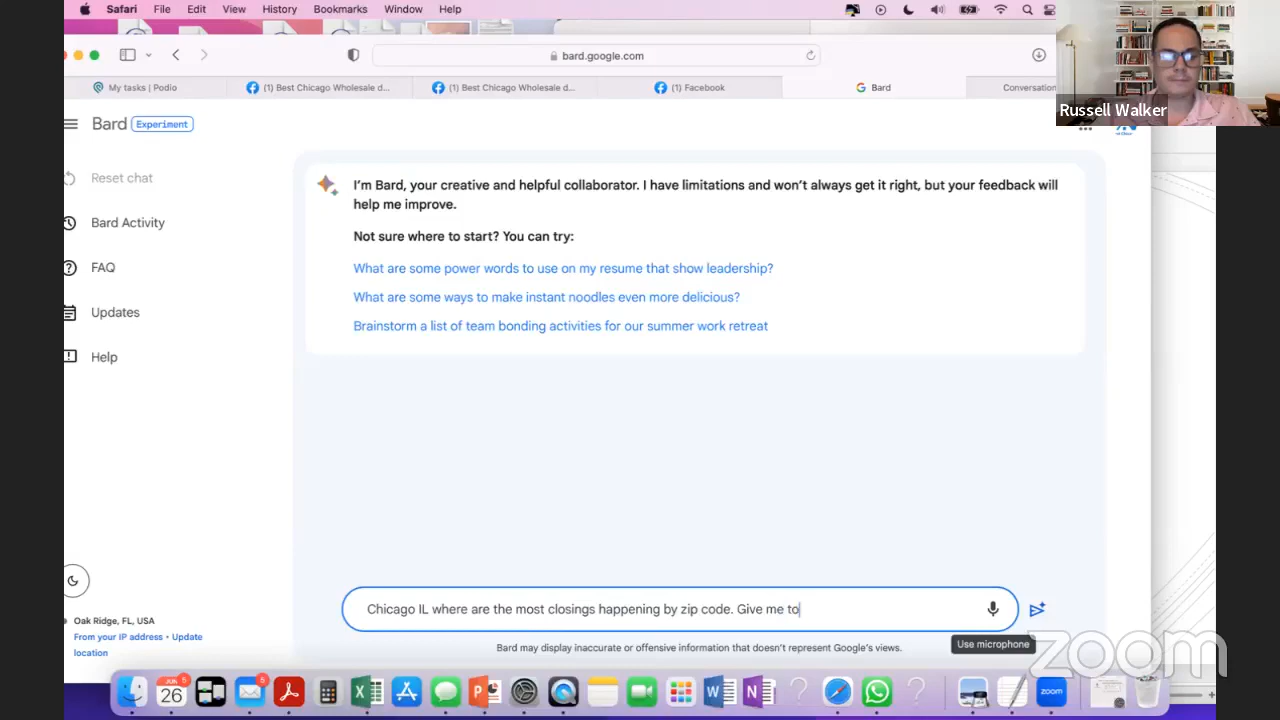 Safari File Edit View History Bookmarks Window Help
bard.google.com
My tasks | Podio
(1) Best Chicago Wholesale d...
(1) Best Chicago Wholesale d...
(1) Facebook
Bard
Conversation
Russell Walker
Bard Experiment
Reset chat
Bard Activity
FAQ
Updates
Help
I'm Bard, your creative and helpful collaborator. I have limitations and won't always get it right, but your feedback will
help me improve.
Not sure where to start? You can try:
What are some power words to use on my resume that show leadership?
What are some ways to make instant noodles even more delicious?
Brainstorm a list of team bonding activities for our summer work retreat
Chicago IL where are the most closings happening by zip code. Give me to
Use microphone
Bard may display inaccurate or offensive information that doesn't represent Google's views.
Oak Ridge, FL, USA
From your IP address • Update
location
zoom
JUN 5
26
5
zoom